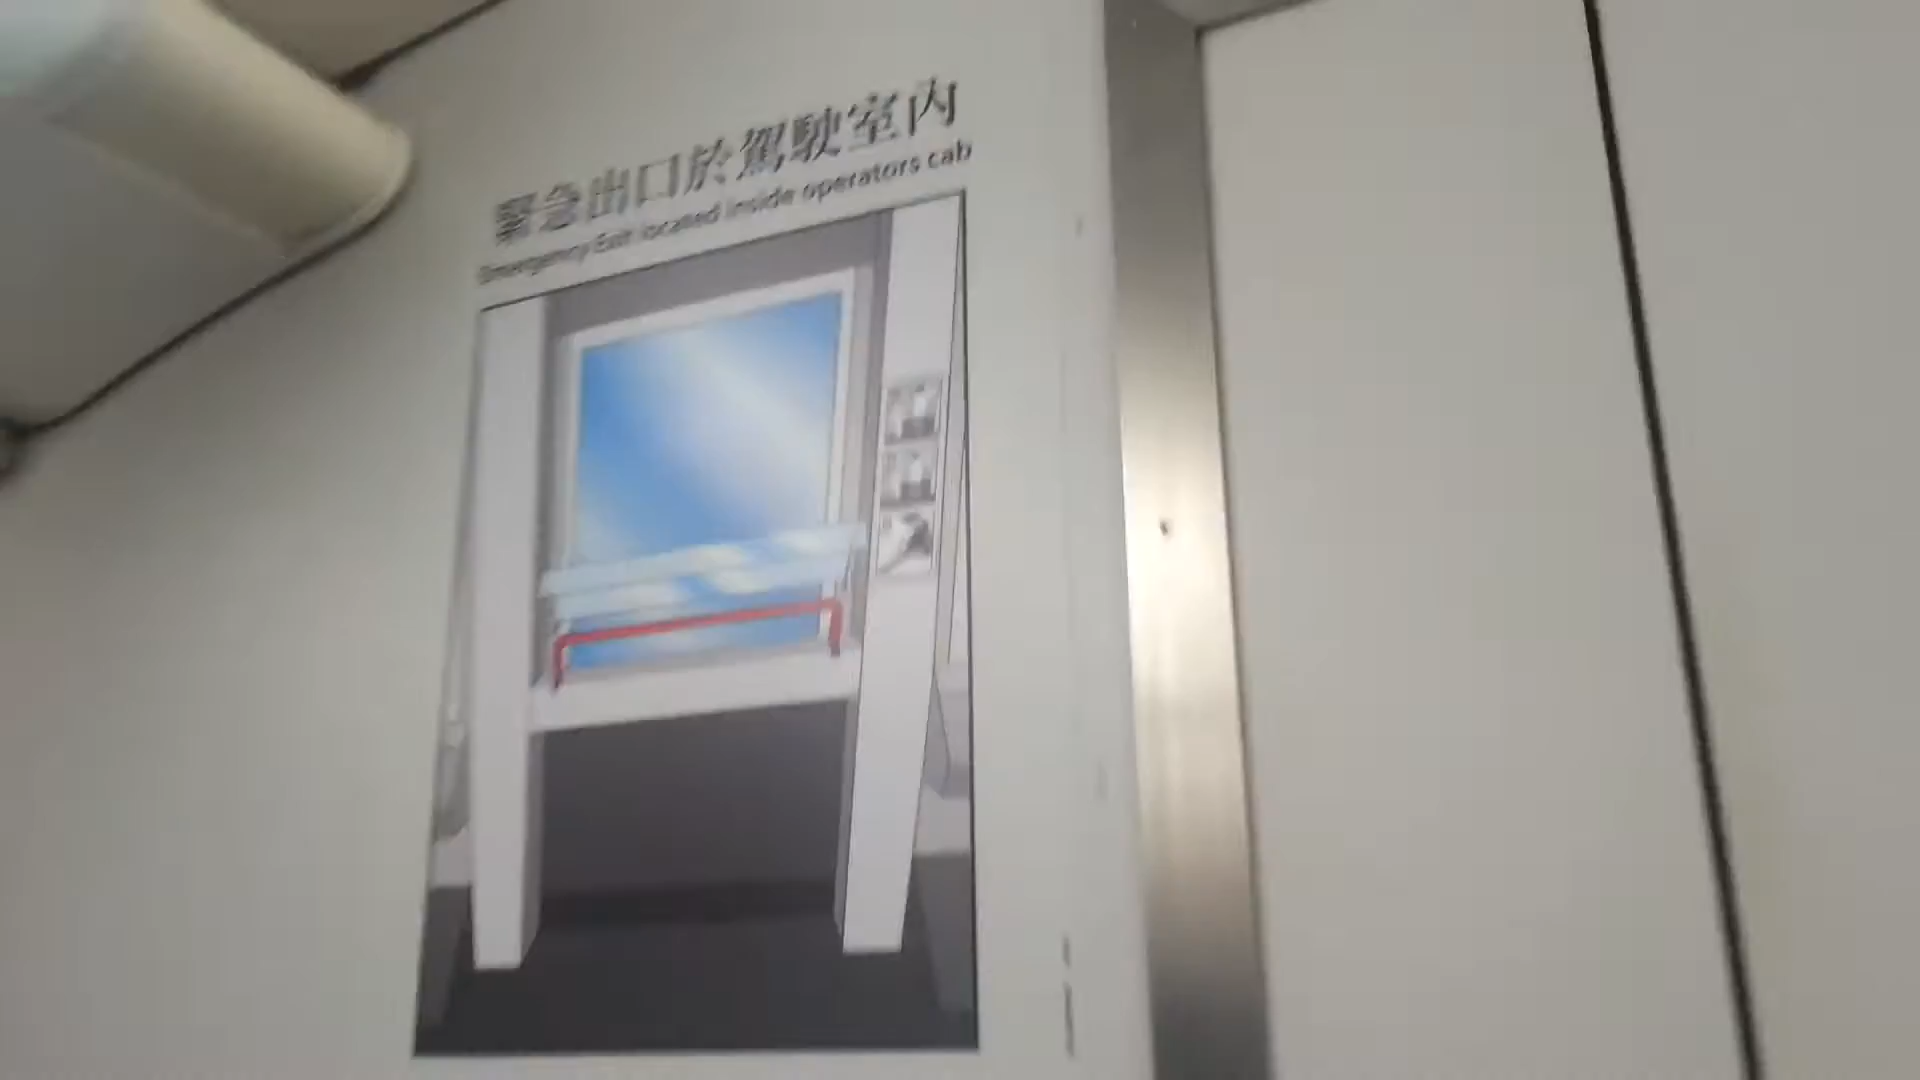 緊急出口於駕駛室內
Emergency Exit located inside operators cab